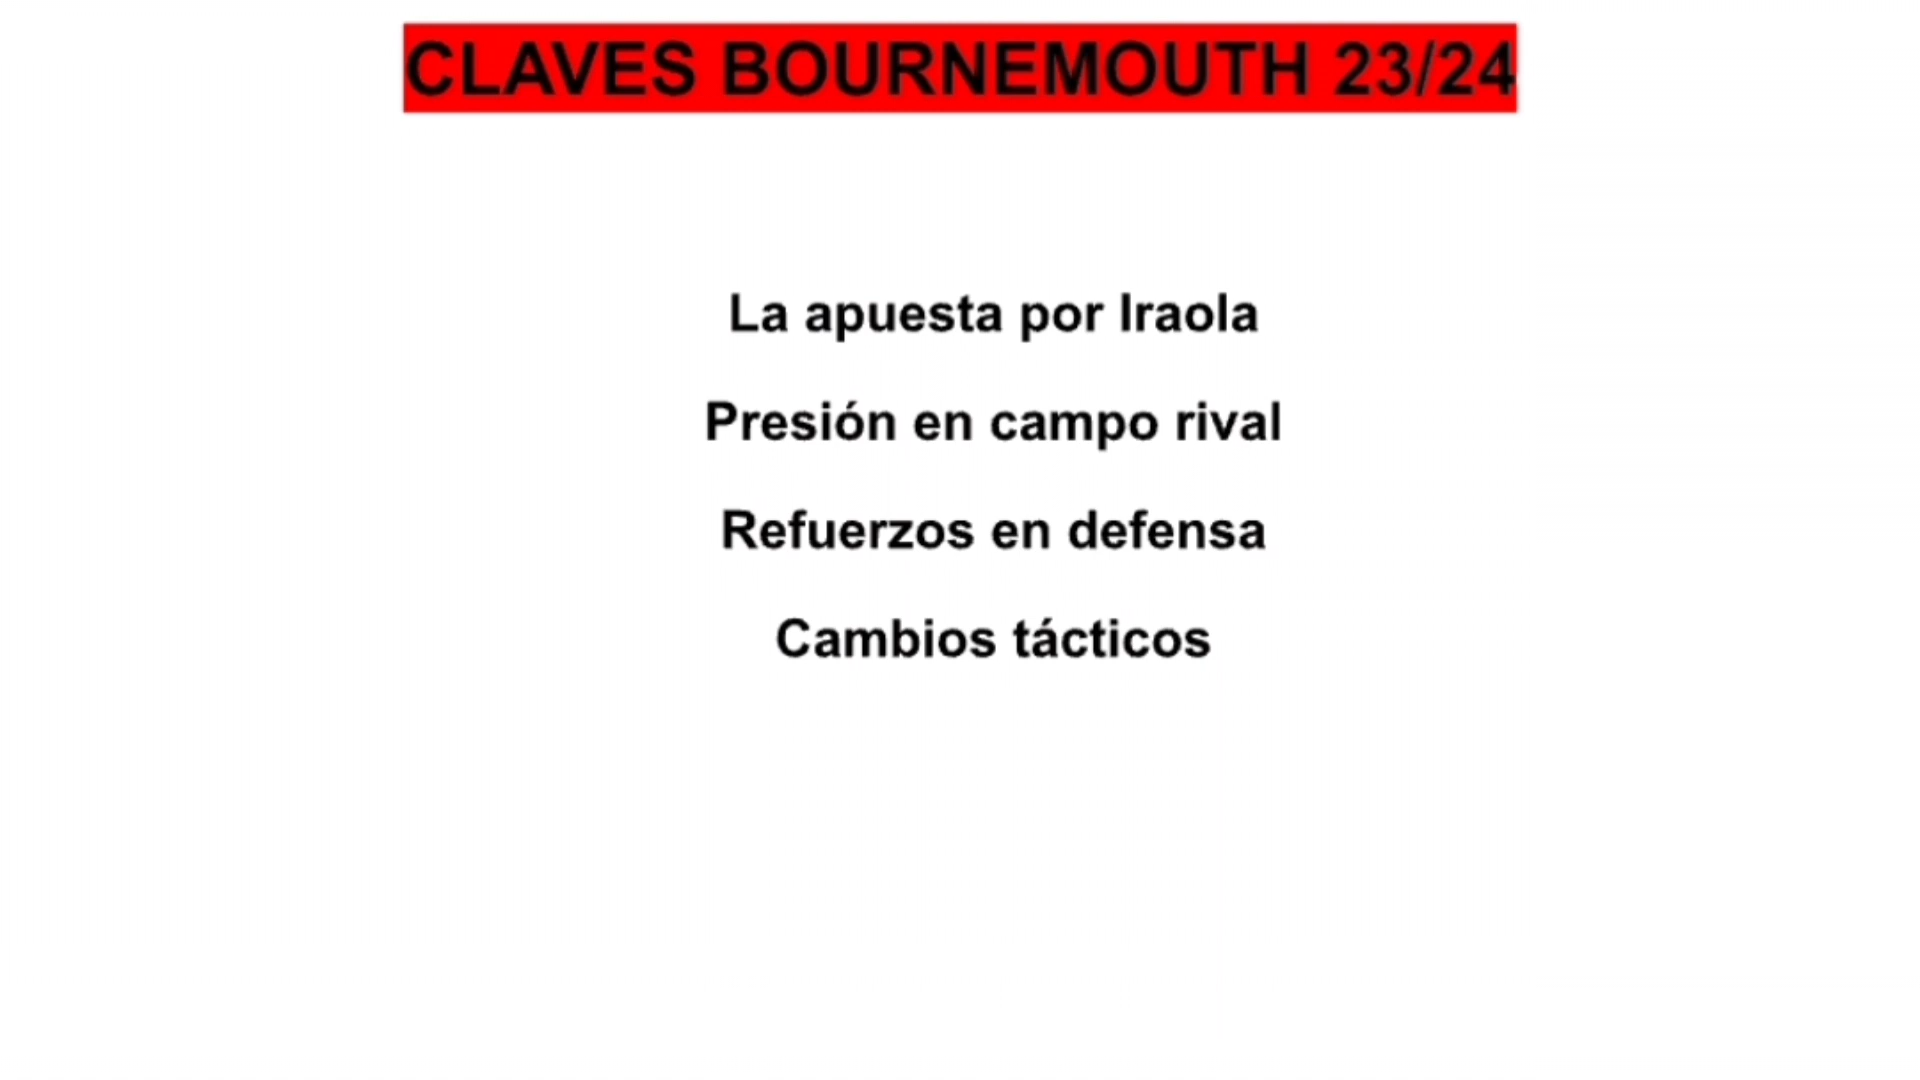 CLAVES BOURNEMOUTH 23/24
La apuesta por Iraola
Presión en campo rival
Refuerzos en defensa
Cambios tácticos